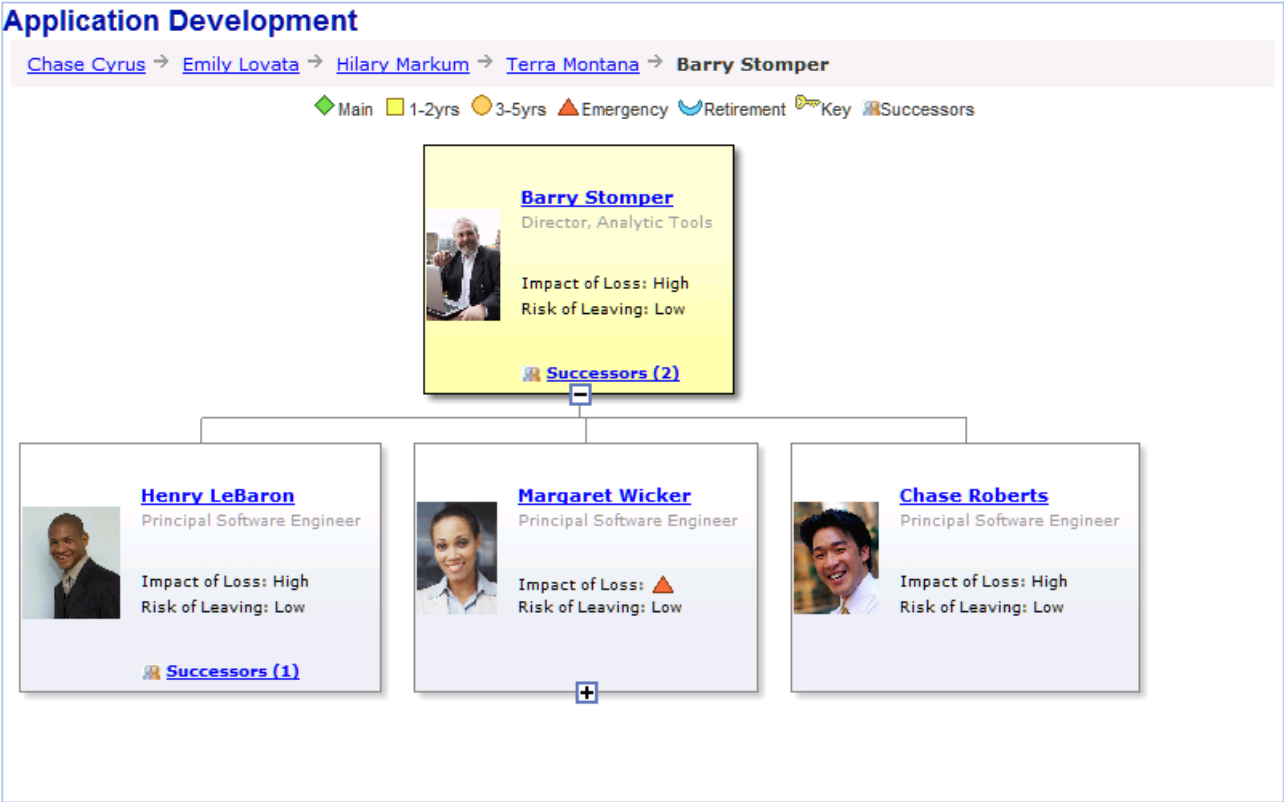 Application Development
Chase Cyrus → Emily Lovata → Hilary Markum → Terra Montana → Barry Stomper
Main 1-2yrs 3-5yrs Emergency Retirement Key Successors
Barry Stomper
Director, Analytic Tools
Impact of Loss: High
Risk of Leaving: Low
Successors (2)
Henry LeBaron
Principal Software Engineer
Impact of Loss: High
Risk of Leaving: Low
Successors (1)
Margaret Wicker
Principal Software Engineer
Impact of Loss:
Risk of Leaving: Low
Chase Roberts
Principal Software Engineer
Impact of Loss: High
Risk of Leaving: Low